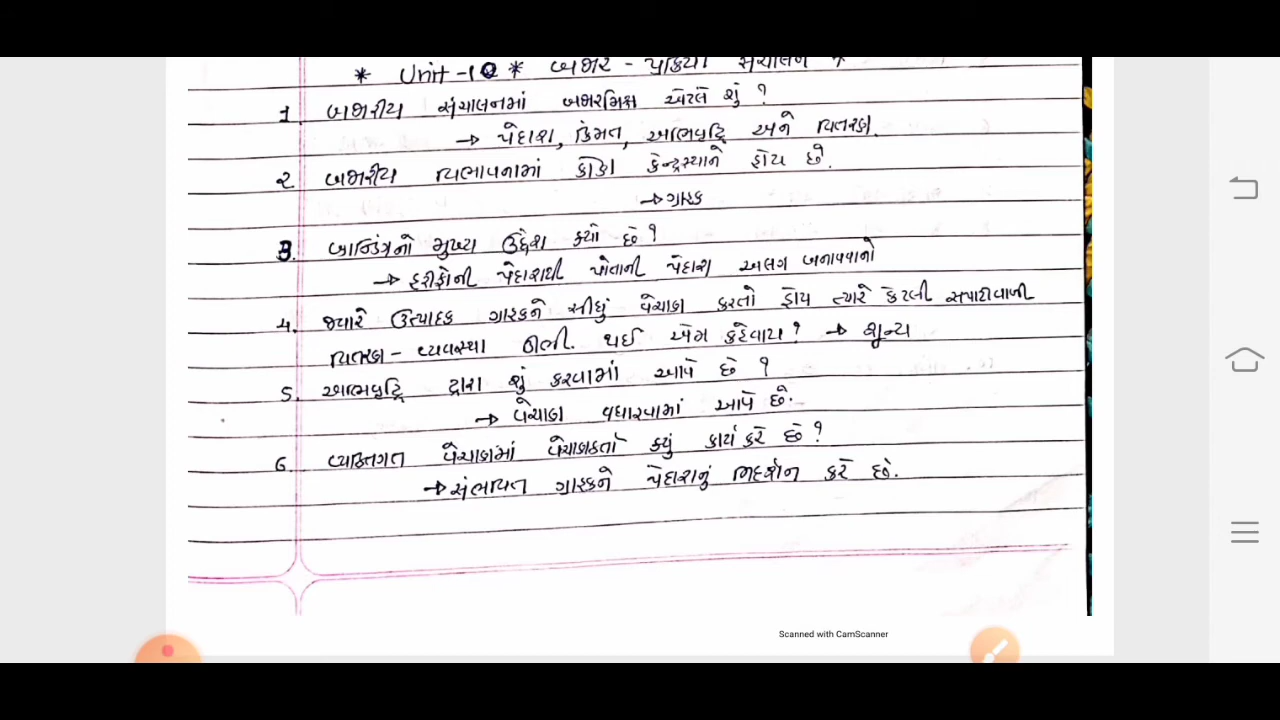 * Unit-10 * બજાર - પ્રક્રિયા સંચાલન *
1. બજારીય સંચાલનમાં બજારમિશ્ર એટલે શું ?
→ પેદાશ, કિંમત, અભિવૃદ્ધિ અને વિતરણ.
2. બજારીય વિભાવનામાં કોણ કેન્દ્રસ્થાને હોય છે.
→ ગ્રાહક
3. બ્રાન્ડિંગનો મુખ્ય ઉદ્દેશ કયો છે ?
→ હરીફોની પેદાશથી પોતાની પેદાશ અલગ બનાવવાનો
4. જ્યારે ઉત્પાદક ગ્રાહકને સીધું વેચાણ કરતો હોય ત્યારે કેટલી સપાટીવાળી
વિતરણ - વ્યવસ્થા ઊભી થઈ એમ કહેવાય ? → શૂન્ય
5. અભિવૃદ્ધિ દ્વારા શું કરવામાં આવે છે ?
→ વેચાણ વધારવામાં આવે છે.
6. વ્યક્તિગત વેચાણમાં વેચાણકર્તા કયું કાર્ય કરે છે ?
→ સંભવિત ગ્રાહકને પેદાશનું નિદર્શન કરે છે.
Scanned with CamScanner